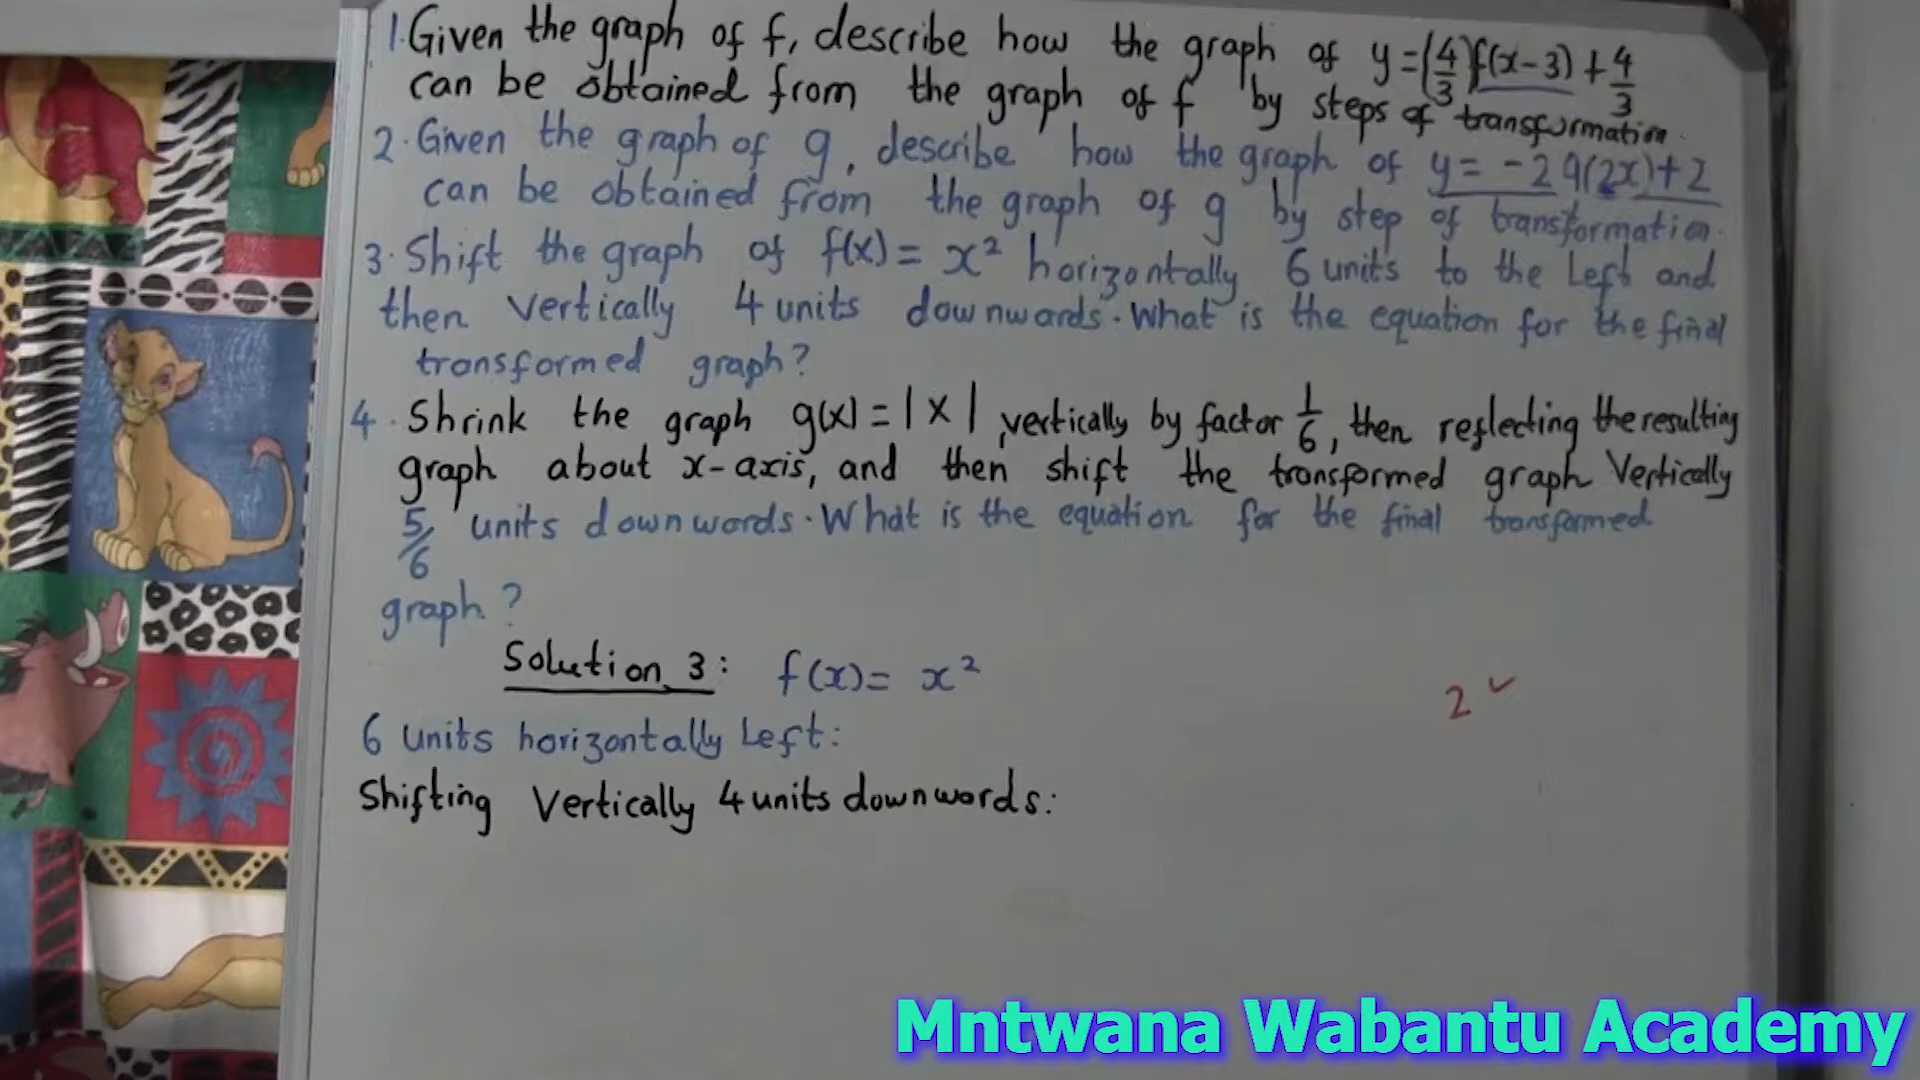 1. Given the graph of f, describe how the graph of y = (4/3)f(x-3) + 4/3
can be obtained from the graph of f by steps of transformation.
2. Given the graph of g, describe how the graph of y = -2g(2x)+2
can be obtained from the graph of g by step of transformation.
3. Shift the graph of f(x) = x² horizontally 6 units to the Left and
then vertically 4 units downwards. What is the equation for the final
transformed graph?
4. Shrink the graph g(x) = |x|, vertically by factor 1/6, then reflecting the resulting
graph about x-axis, and then shift the transformed graph Vertically
5/6 units downwords. What is the equation for the final transformed
graph?
Solution 3: f(x) = x²
2 ✓
6 units horizontally Left:
Shifting Vertically 4 units downwords:
Mntwana Wabantu Academy